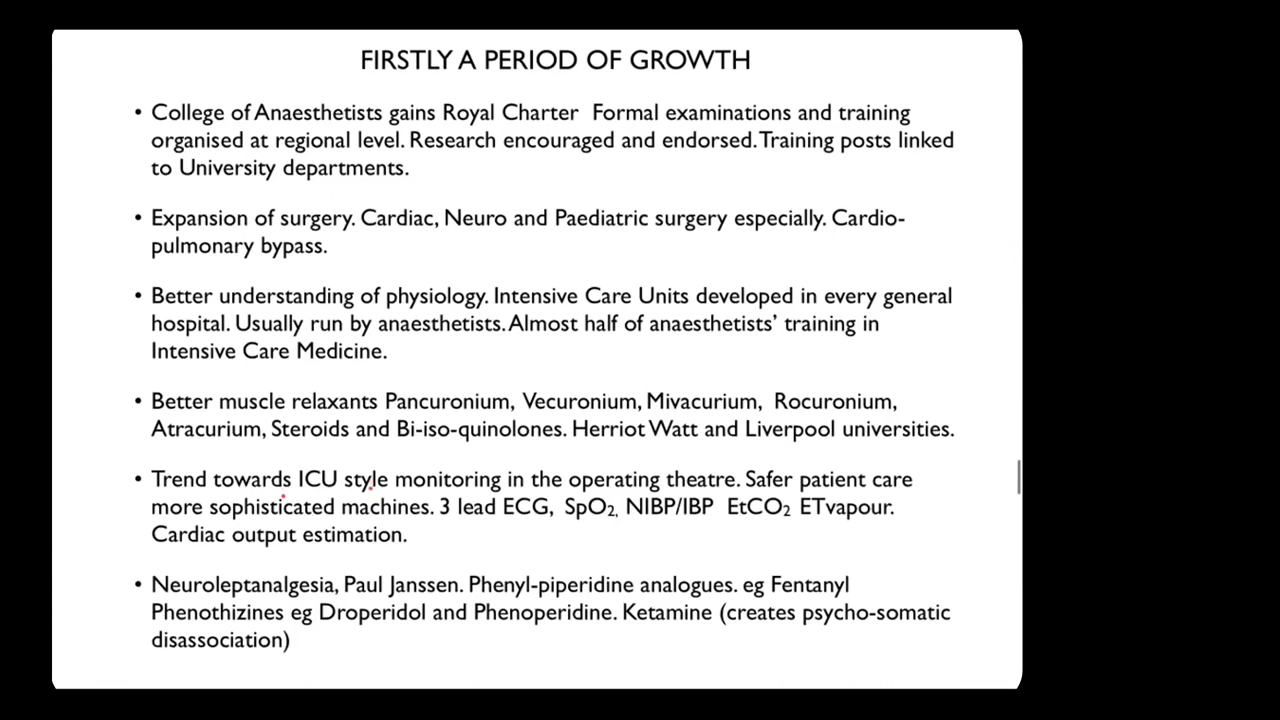 FIRSTLY A PERIOD OF GROWTH
• College of Anaesthetists gains Royal Charter  Formal examinations and training
organised at regional level. Research encouraged and endorsed. Training posts linked
to University departments.
• Expansion of surgery. Cardiac, Neuro and Paediatric surgery especially. Cardio-
pulmonary bypass.
• Better understanding of physiology. Intensive Care Units developed in every general
hospital. Usually run by anaesthetists. Almost half of anaesthetists’ training in
Intensive Care Medicine.
• Better muscle relaxants Pancuronium, Vecuronium, Mivacurium,  Rocuronium,
Atracurium, Steroids and Bi-iso-quinolones. Herriot Watt and Liverpool universities.
• Trend towards ICU style monitoring in the operating theatre. Safer patient care
more sophisticated machines. 3 lead ECG,  SpO₂,  NIBP/IBP  EtCO₂  ETvapour.
Cardiac output estimation.
• Neuroleptanalgesia, Paul Janssen. Phenyl-piperidine analogues. eg Fentanyl
Phenothizines eg Droperidol and Phenoperidine. Ketamine (creates psycho-somatic
disassociation)